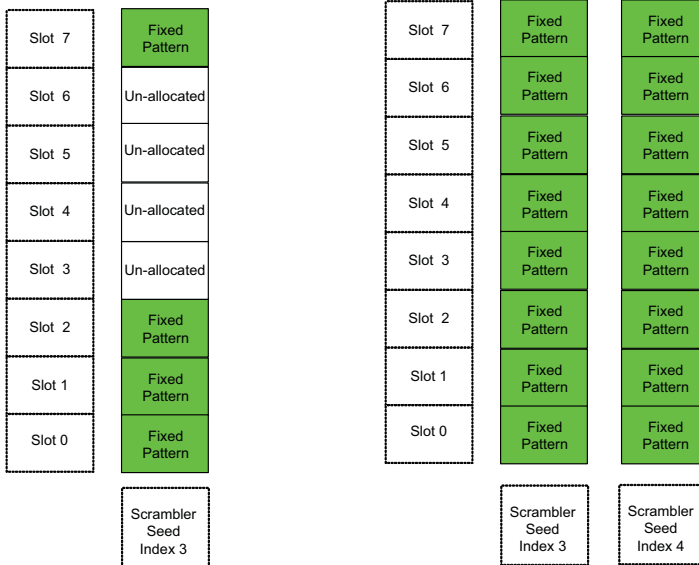 Slot 7
Fixed
Pattern
Slot 6
Un-allocated
Slot 5
Un-allocated
Slot 4
Un-allocated
Slot 3
Un-allocated
Slot 2
Fixed
Pattern
Slot 1
Fixed
Pattern
Slot 0
Fixed
Pattern
Scrambler
Seed
Index 3
Slot 7
Fixed
Pattern
Fixed
Pattern
Slot 6
Fixed
Pattern
Fixed
Pattern
Slot 5
Fixed
Pattern
Fixed
Pattern
Slot 4
Fixed
Pattern
Fixed
Pattern
Slot 3
Fixed
Pattern
Fixed
Pattern
Slot 2
Fixed
Pattern
Fixed
Pattern
Slot 1
Fixed
Pattern
Fixed
Pattern
Slot 0
Fixed
Pattern
Fixed
Pattern
Scrambler
Seed
Index 3
Scrambler
Seed
Index 4